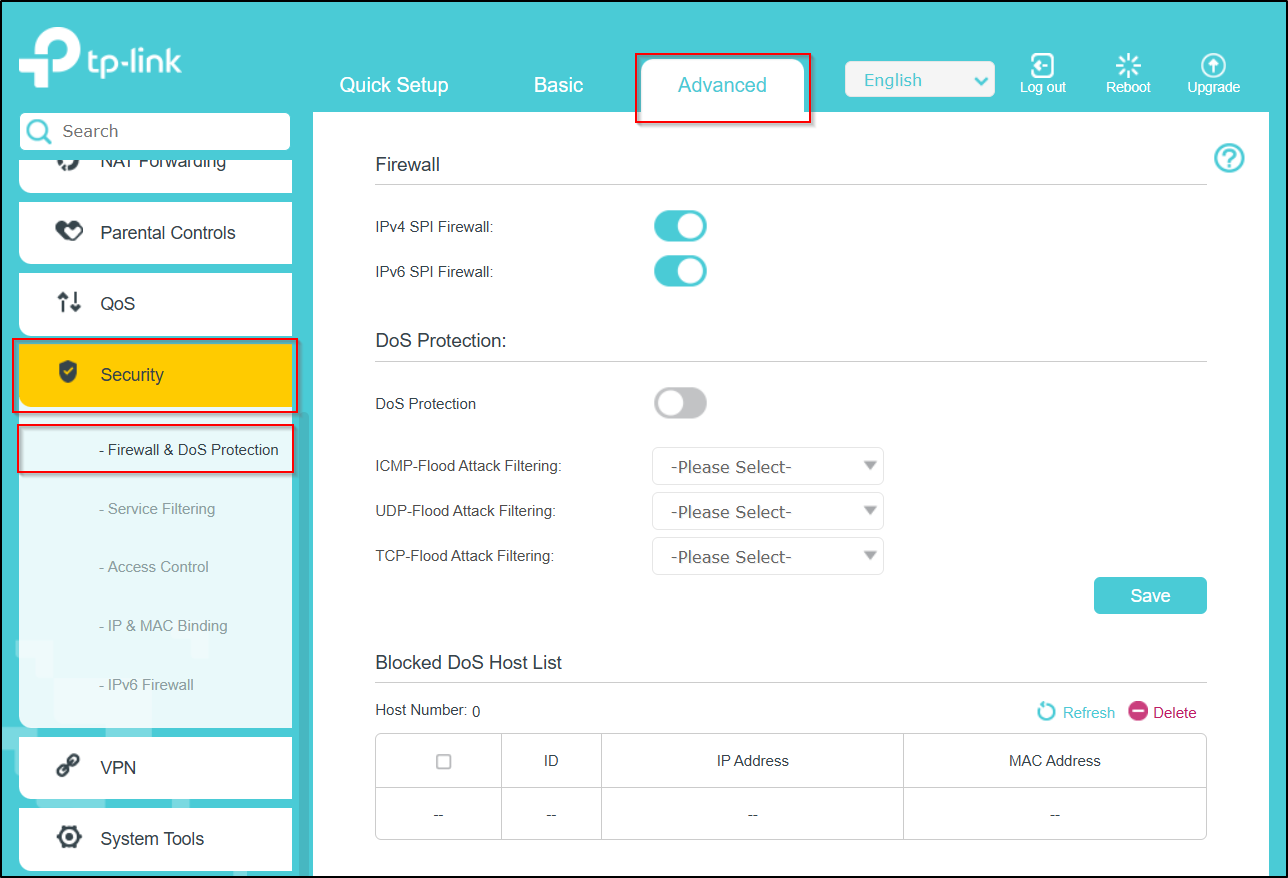 tp-link
Quick Setup
Basic
Advanced
English
Log out
Reboot
Upgrade
Search
NAT Forwarding
Parental Controls
QoS
Security
- Firewall & DoS Protection
- Service Filtering
- Access Control
- IP & MAC Binding
- IPv6 Firewall
VPN
System Tools
Firewall
IPv4 SPI Firewall:
IPv6 SPI Firewall:
DoS Protection:
DoS Protection
ICMP-Flood Attack Filtering: -Please Select-
UDP-Flood Attack Filtering: -Please Select-
TCP-Flood Attack Filtering: -Please Select-
Save
Blocked DoS Host List
Host Number: 0
Refresh Delete
ID IP Address MAC Address
-- -- -- --